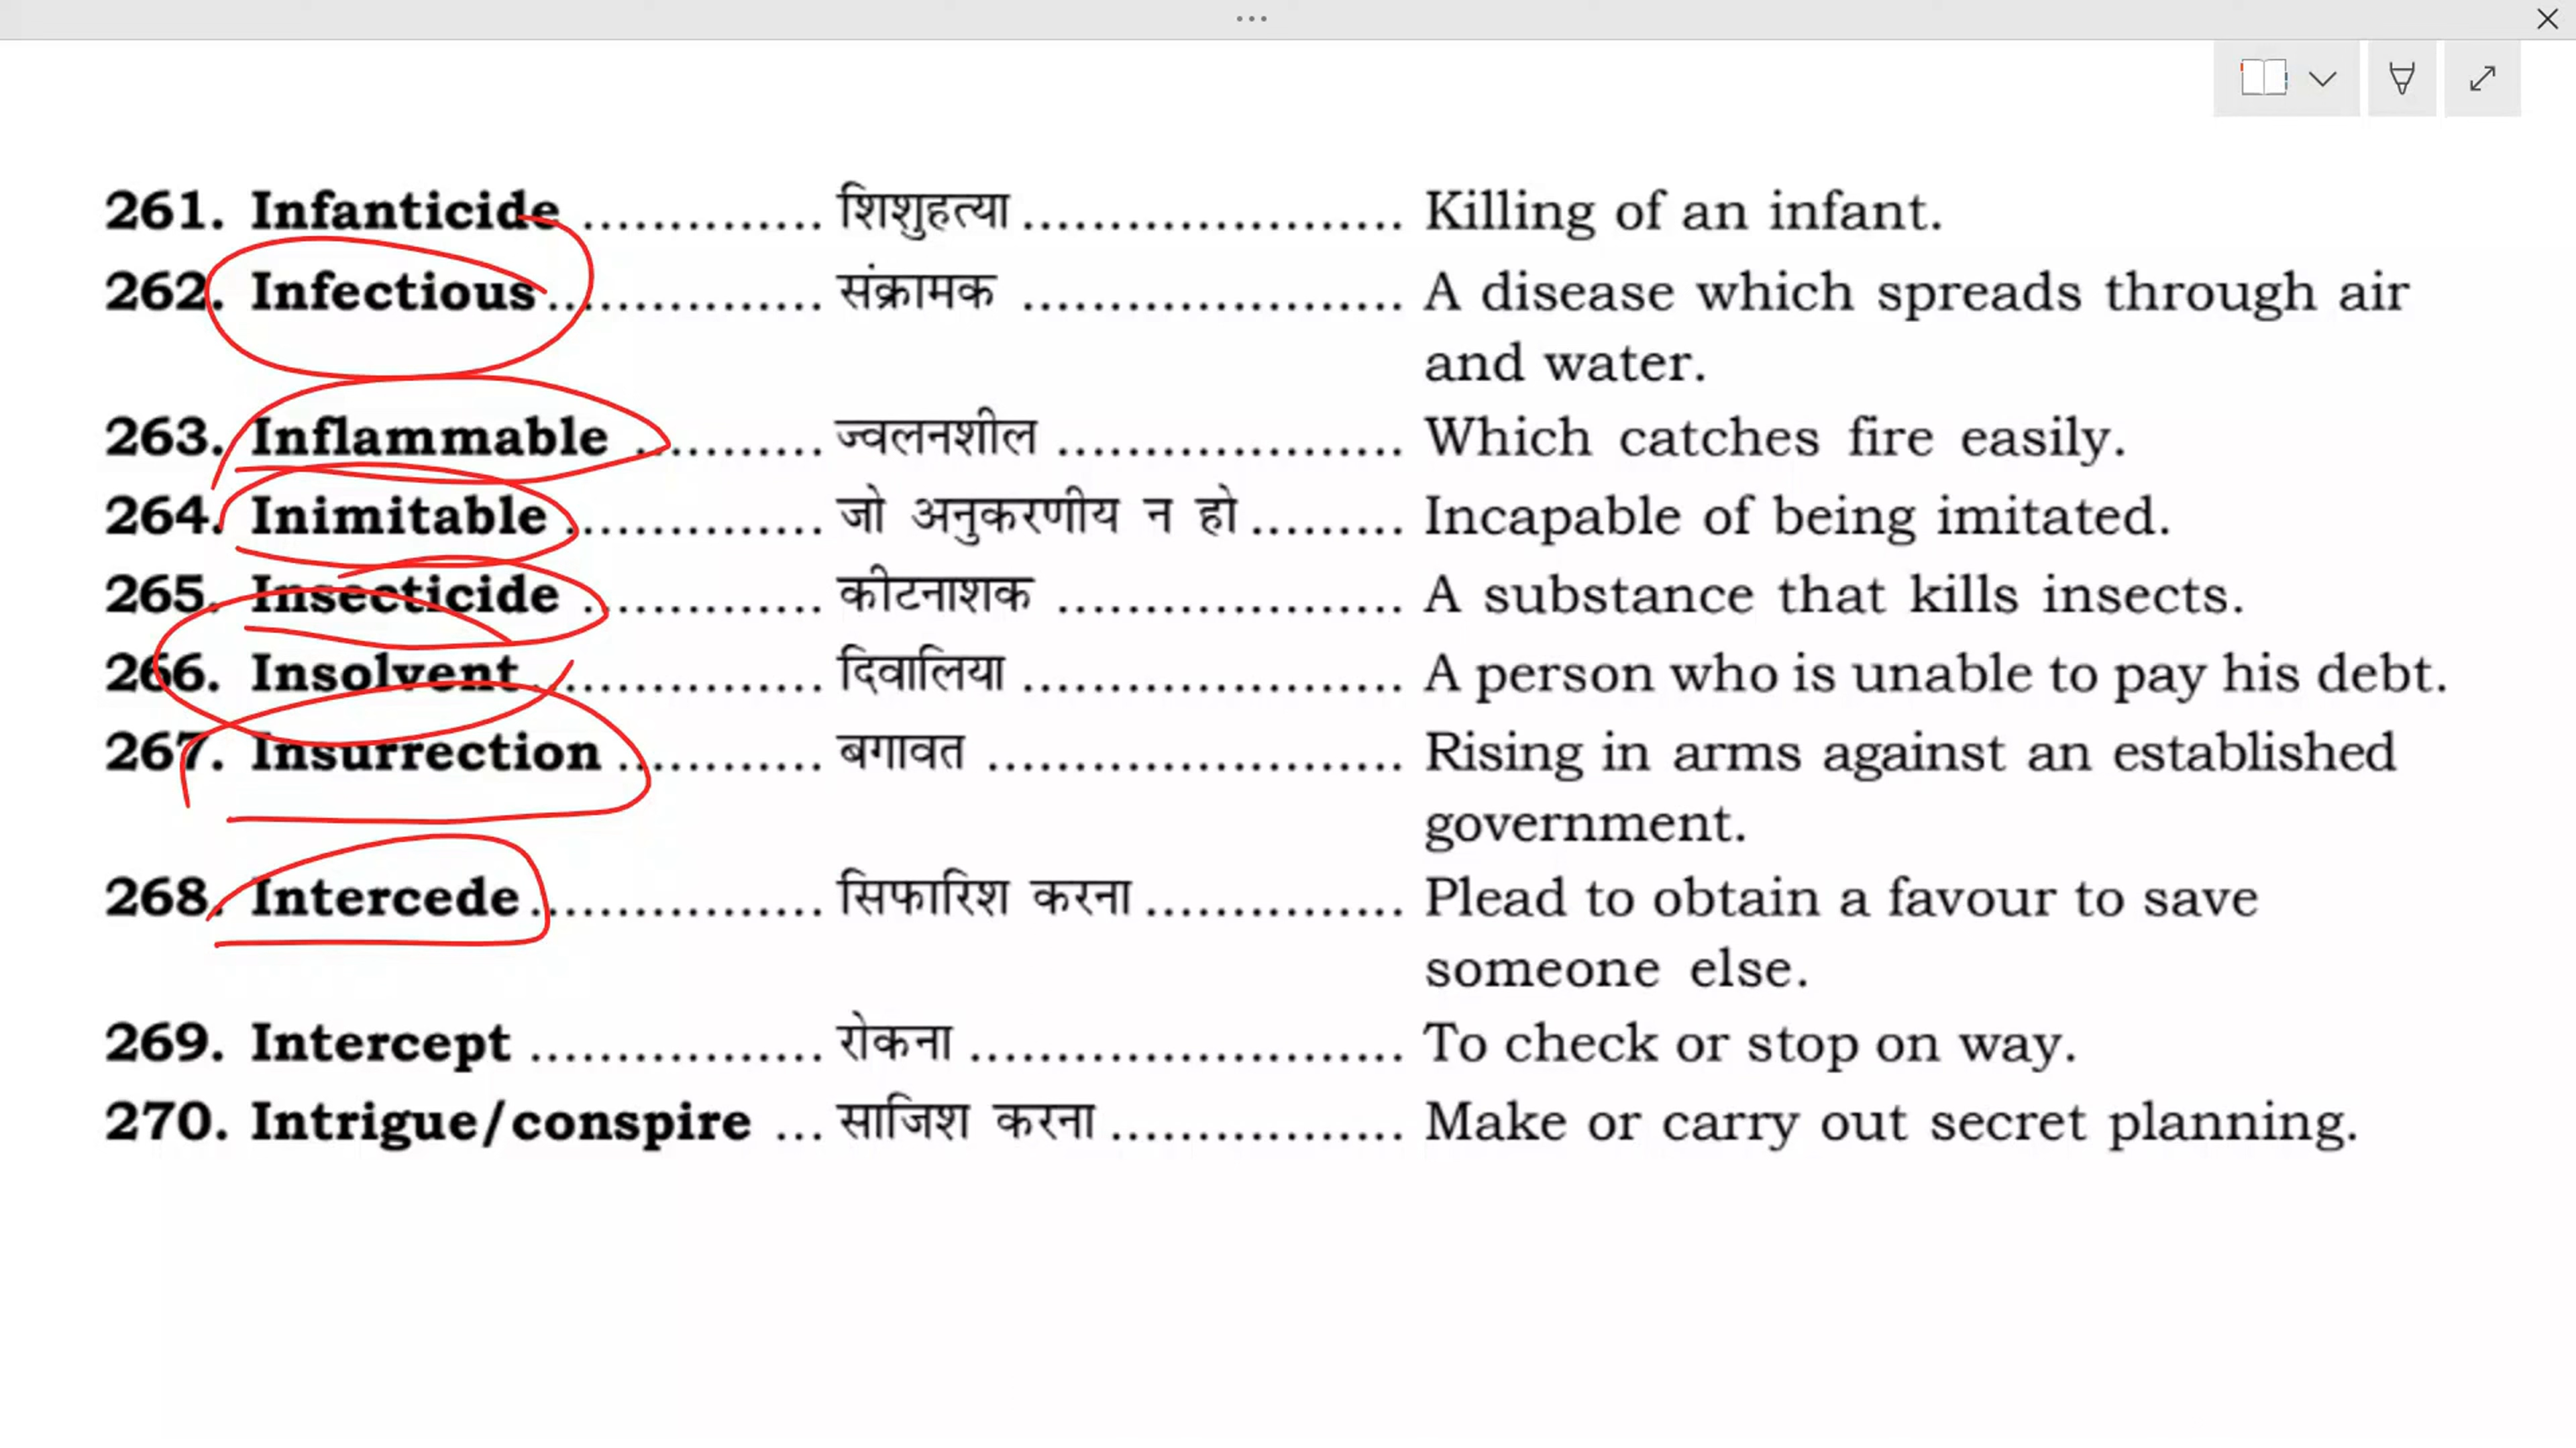 261. Infanticide .............. शिशुहत्या ...................... Killing of an infant.
262. Infectious ................ संक्रामक ...................... A disease which spreads through air
and water.
263. Inflammable ........... ज्वलनशील .................... Which catches fire easily.
264. Inimitable ............... जो अनुकरणीय न हो ......... Incapable of being imitated.
265. Insecticide .............. कीटनाशक .................... A substance that kills insects.
266. Insolvent ................. दिवालिया ...................... A person who is unable to pay his debt.
267. Insurrection ............ बगावत ........................ Rising in arms against an established
government.
268. Intercede ................. सिफारिश करना ............... Plead to obtain a favour to save
someone else.
269. Intercept ................. रोकना ......................... To check or stop on way.
270. Intrigue/conspire ... साजिश करना ................. Make or carry out secret planning.